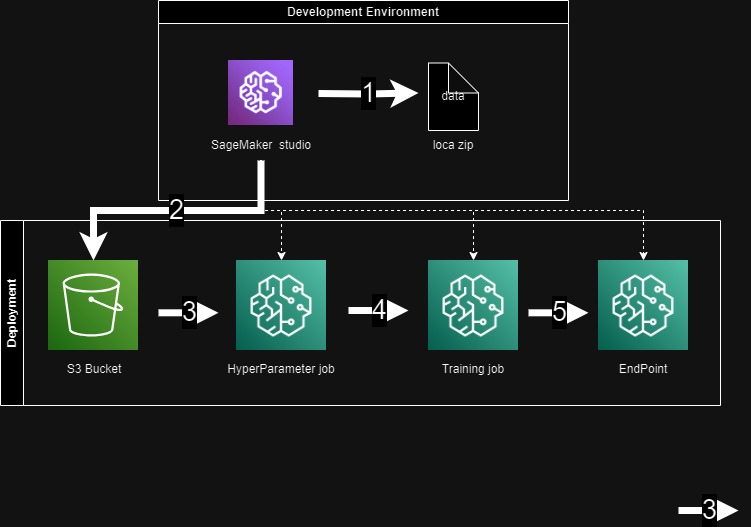 Development Environment
1
data
SageMaker studio
loca zip
2
Deployment
3
4
5
S3 Bucket
HyperParameter job
Training job
EndPoint
3